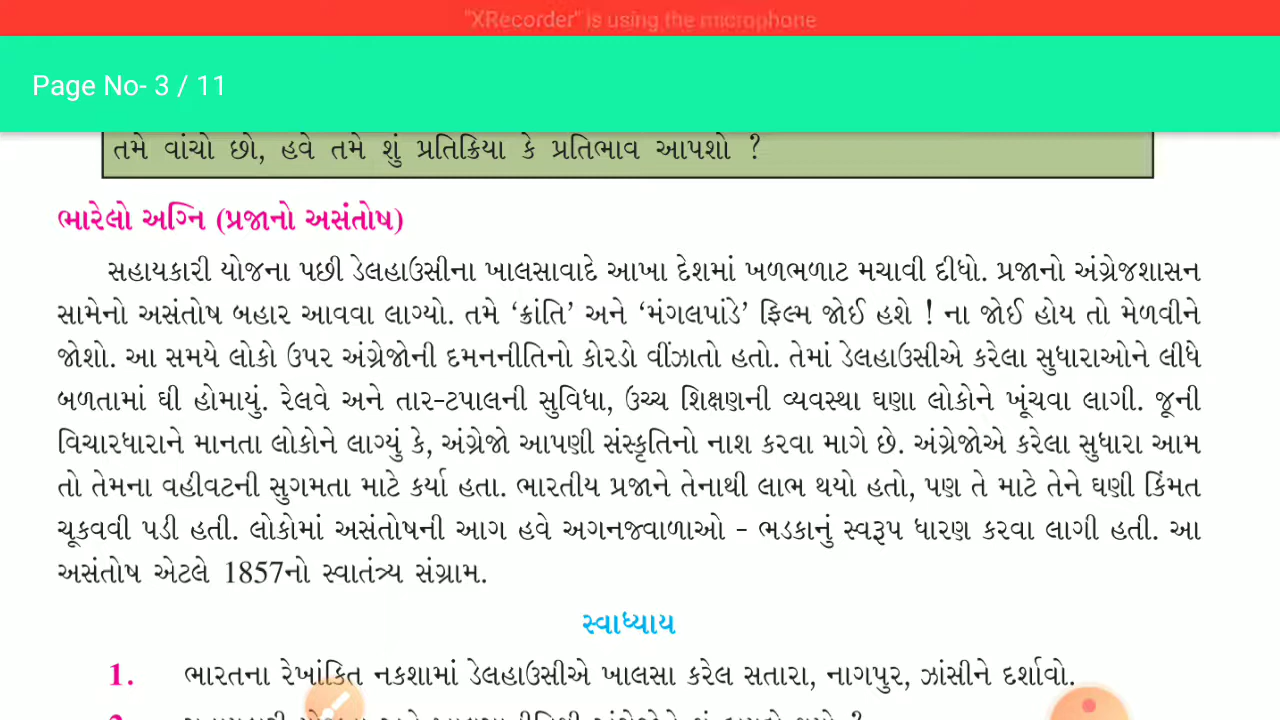 "XRecorder" is using the microphone
Page No- 3 / 11
તમે વાંચો છો, હવે તમે શું પ્રતિક્રિયા કે પ્રતિભાવ આપશો ?
ભારેલો અગ્નિ (પ્રજાનો અસંતોષ)
સહાયકારી યોજના પછી ડેલહાઉસીના ખાલસાવાદે આખા દેશમાં ખળભળાટ મચાવી દીધો. પ્રજાનો અંગ્રેજશાસન
સામેનો અસંતોષ બહાર આવવા લાગ્યો. તમે ‘ક્રાંતિ’ અને ‘મંગલપાંડે’ ફિલ્મ જોઈ હશે ! ના જોઈ હોય તો મેળવીને
જોશો. આ સમયે લોકો ઉપર અંગ્રેજોની દમનનીતિનો કોરડો વીંઝાતો હતો. તેમાં ડેલહાઉસીએ કરેલા સુધારાઓને લીધે
બળતામાં ઘી હોમાયું. રેલવે અને તાર-ટપાલની સુવિધા, ઉચ્ચ શિક્ષણની વ્યવસ્થા ઘણા લોકોને ખૂંચવા લાગી. જૂની
વિચારધારાને માનતા લોકોને લાગ્યું કે, અંગ્રેજો આપણી સંસ્કૃતિનો નાશ કરવા માગે છે. અંગ્રેજોએ કરેલા સુધારા આમ
તો તેમના વહીવટની સુગમતા માટે કર્યા હતા. ભારતીય પ્રજાને તેનાથી લાભ થયો હતો, પણ તે માટે તેને ઘણી કિંમત
ચૂકવવી પડી હતી. લોકોમાં અસંતોષની આગ હવે અગનજ્વાળાઓ - ભડકાનું સ્વરૂપ ધારણ કરવા લાગી હતી. આ
અસંતોષ એટલે 1857નો સ્વાતંત્ર્ય સંગ્રામ.
સ્વાધ્યાય
1. ભારતના રેખાંકિત નકશામાં ડેલહાઉસીએ ખાલસા કરેલ સતારા, નાગપુર, ઝાંસીને દર્શાવો.